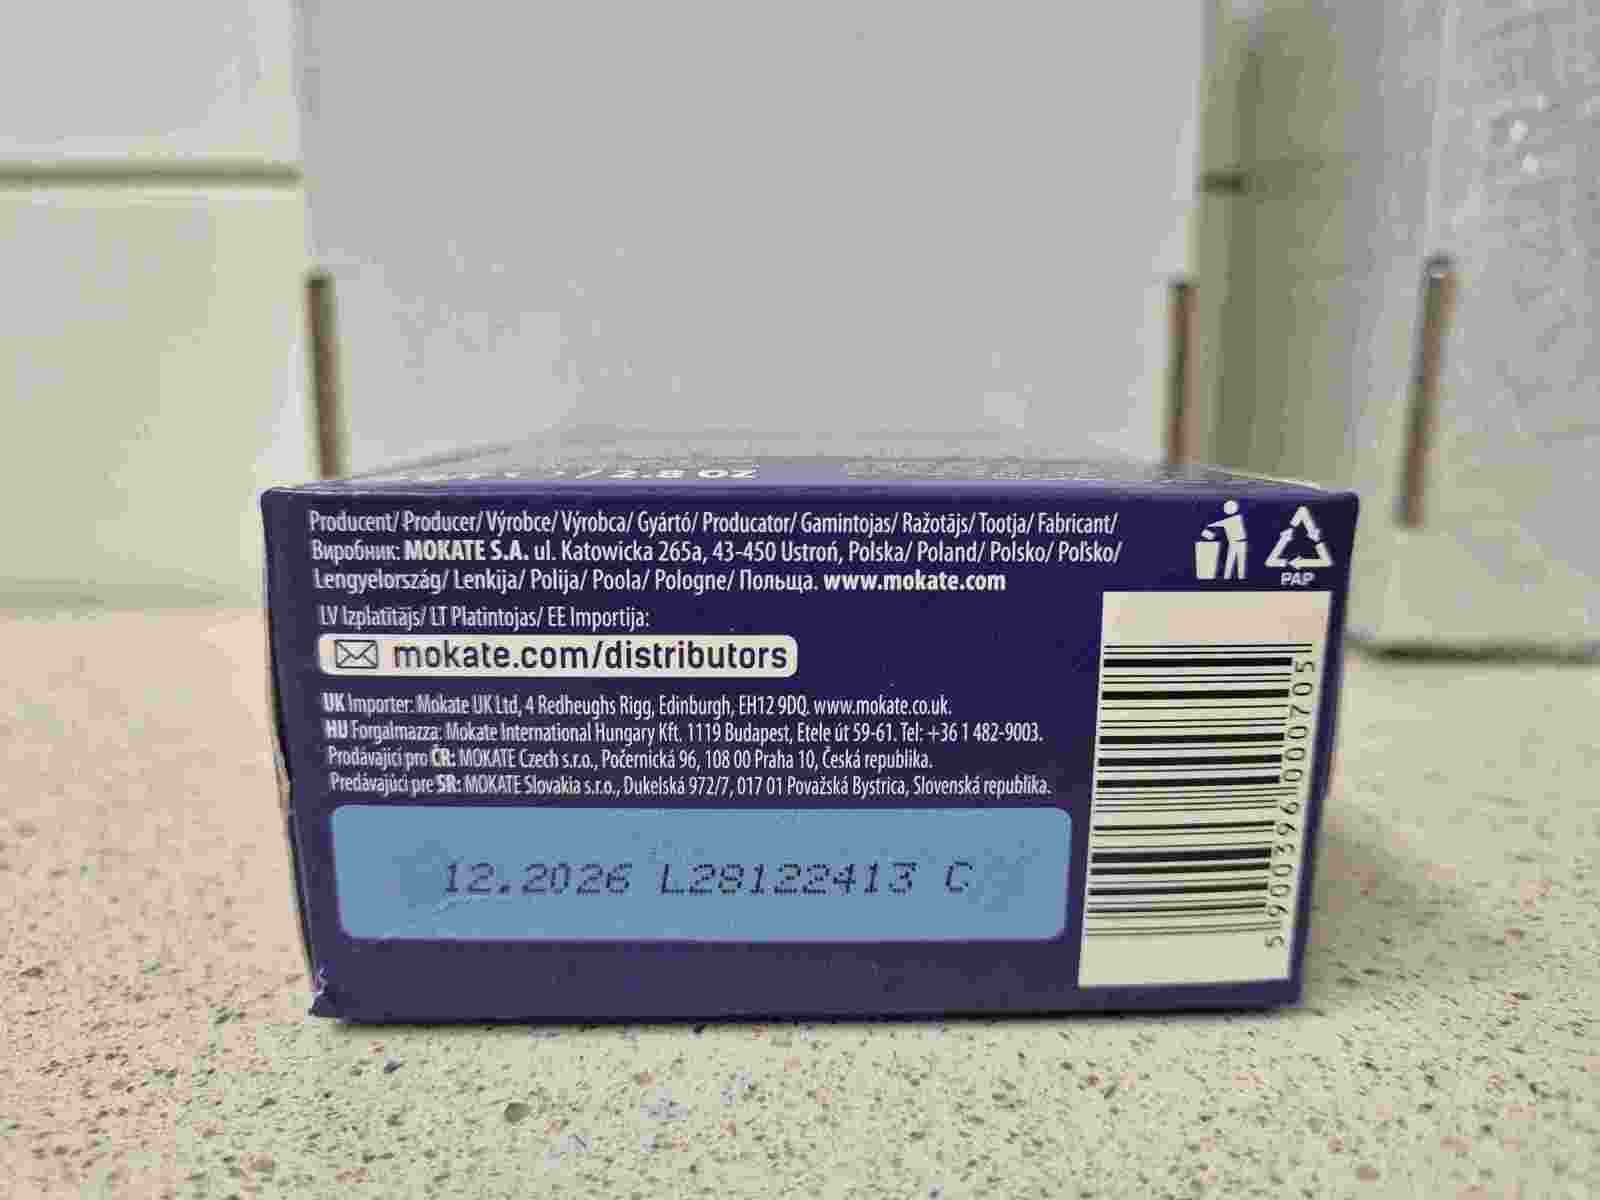 Producent/ Producer/ Výrobce/ Výrobca/ Gyártó/ Producator/ Gamintojas/ Ražotājs/ Tootja/ Fabricant/
Виробник: MOKATE S.A. ul. Katowicka 265a, 43-450 Ustroń, Polska/ Poland/ Polsko/ Poľsko/
Lengyelország/ Lenkija/ Polija/ Poola/ Pologne/ Польща. www.mokate.com
LV Izplatītājs/ LT Platintojas/ EE Importija:
mokate.com/distributors
UK Importer: Mokate UK Ltd, 4 Redheughs Rigg, Edinburgh, EH12 9DQ. www.mokate.co.uk.
HU Forgalmazza: Mokate International Hungary Kft. 1119 Budapest, Etele út 59-61. Tel: +36 1 482-9003.
Prodávající pro ČR: MOKATE Czech s.r.o., Počernická 96, 108 00 Praha 10, Česká republika.
Predávajúci pre SR: MOKATE Slovakia s.r.o., Dukelská 972/7, 017 01 Považská Bystrica, Slovenská republika.
12.2026 L28122413 C
PAP
5900396000705